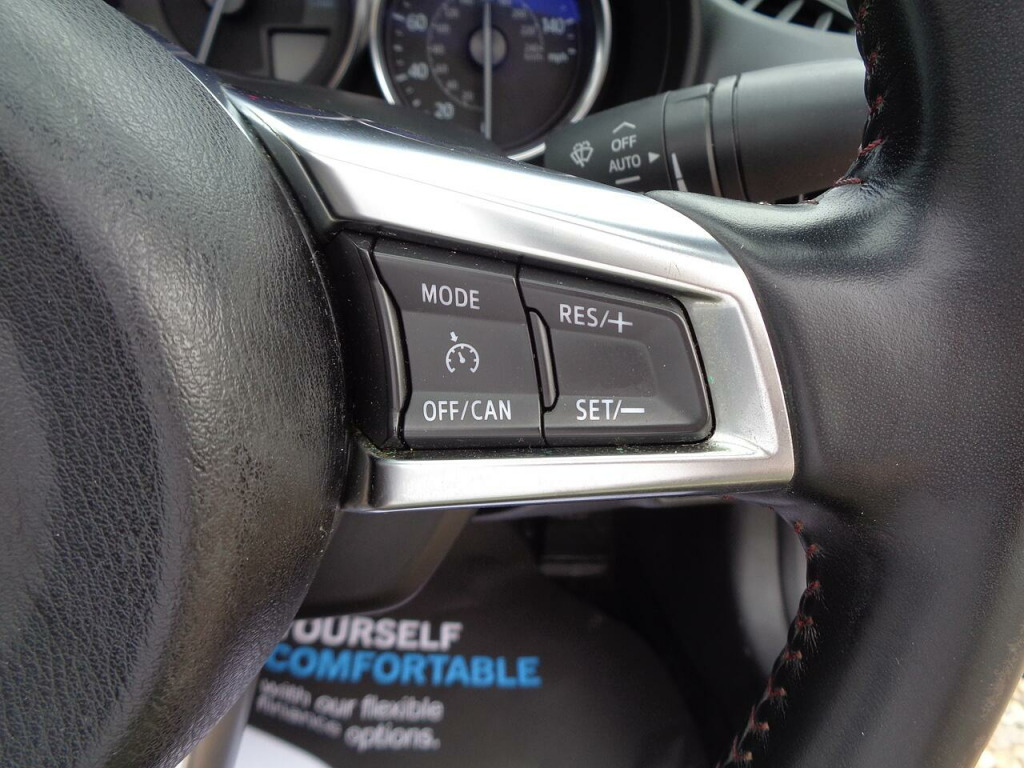 60
40
20
140
mph
OFF
AUTO
MODE
OFF/CAN
RES/+
SET/−
YOURSELF
COMFORTABLE
with our flexible
finance options.